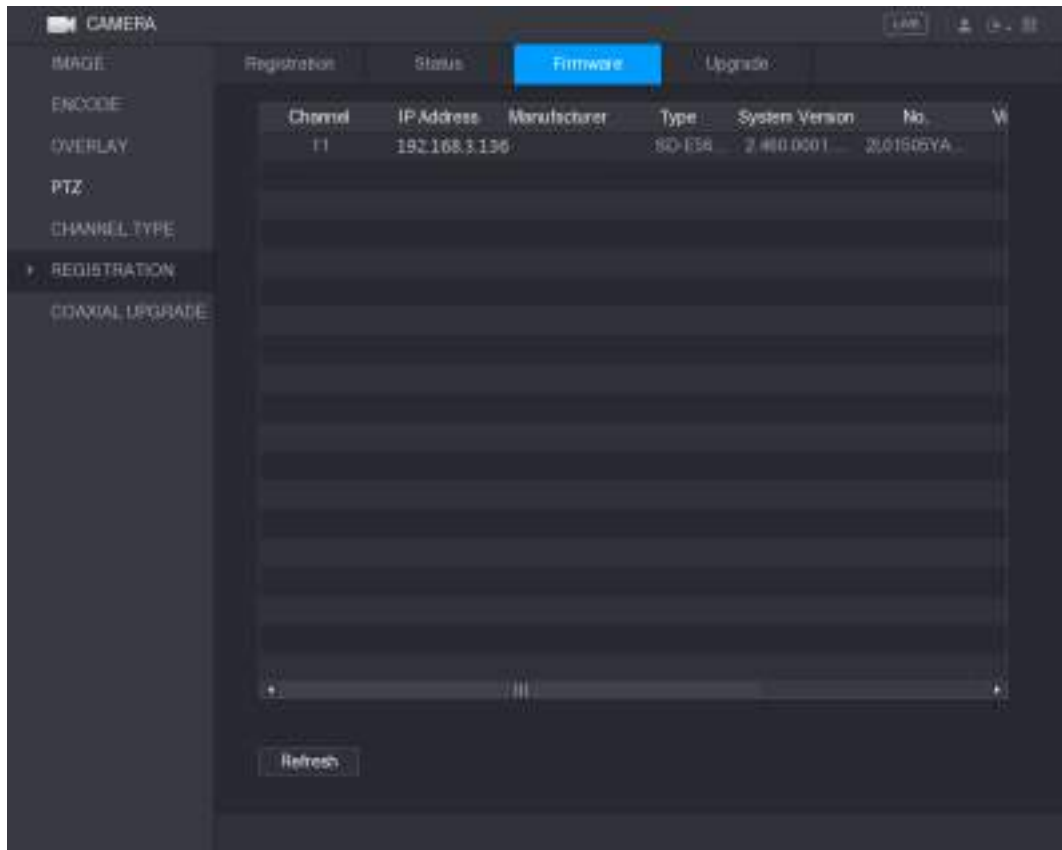 CAMERA LIVE
IMAGE
ENCODE
OVERLAY
PTZ
CHANNEL TYPE
REGISTRATION
COAXIAL UPGRADE
Registration Status Firmware Upgrade
Channel IP Address Manufacturer Type System Version No. Vi
192.168.3.136
Refresh